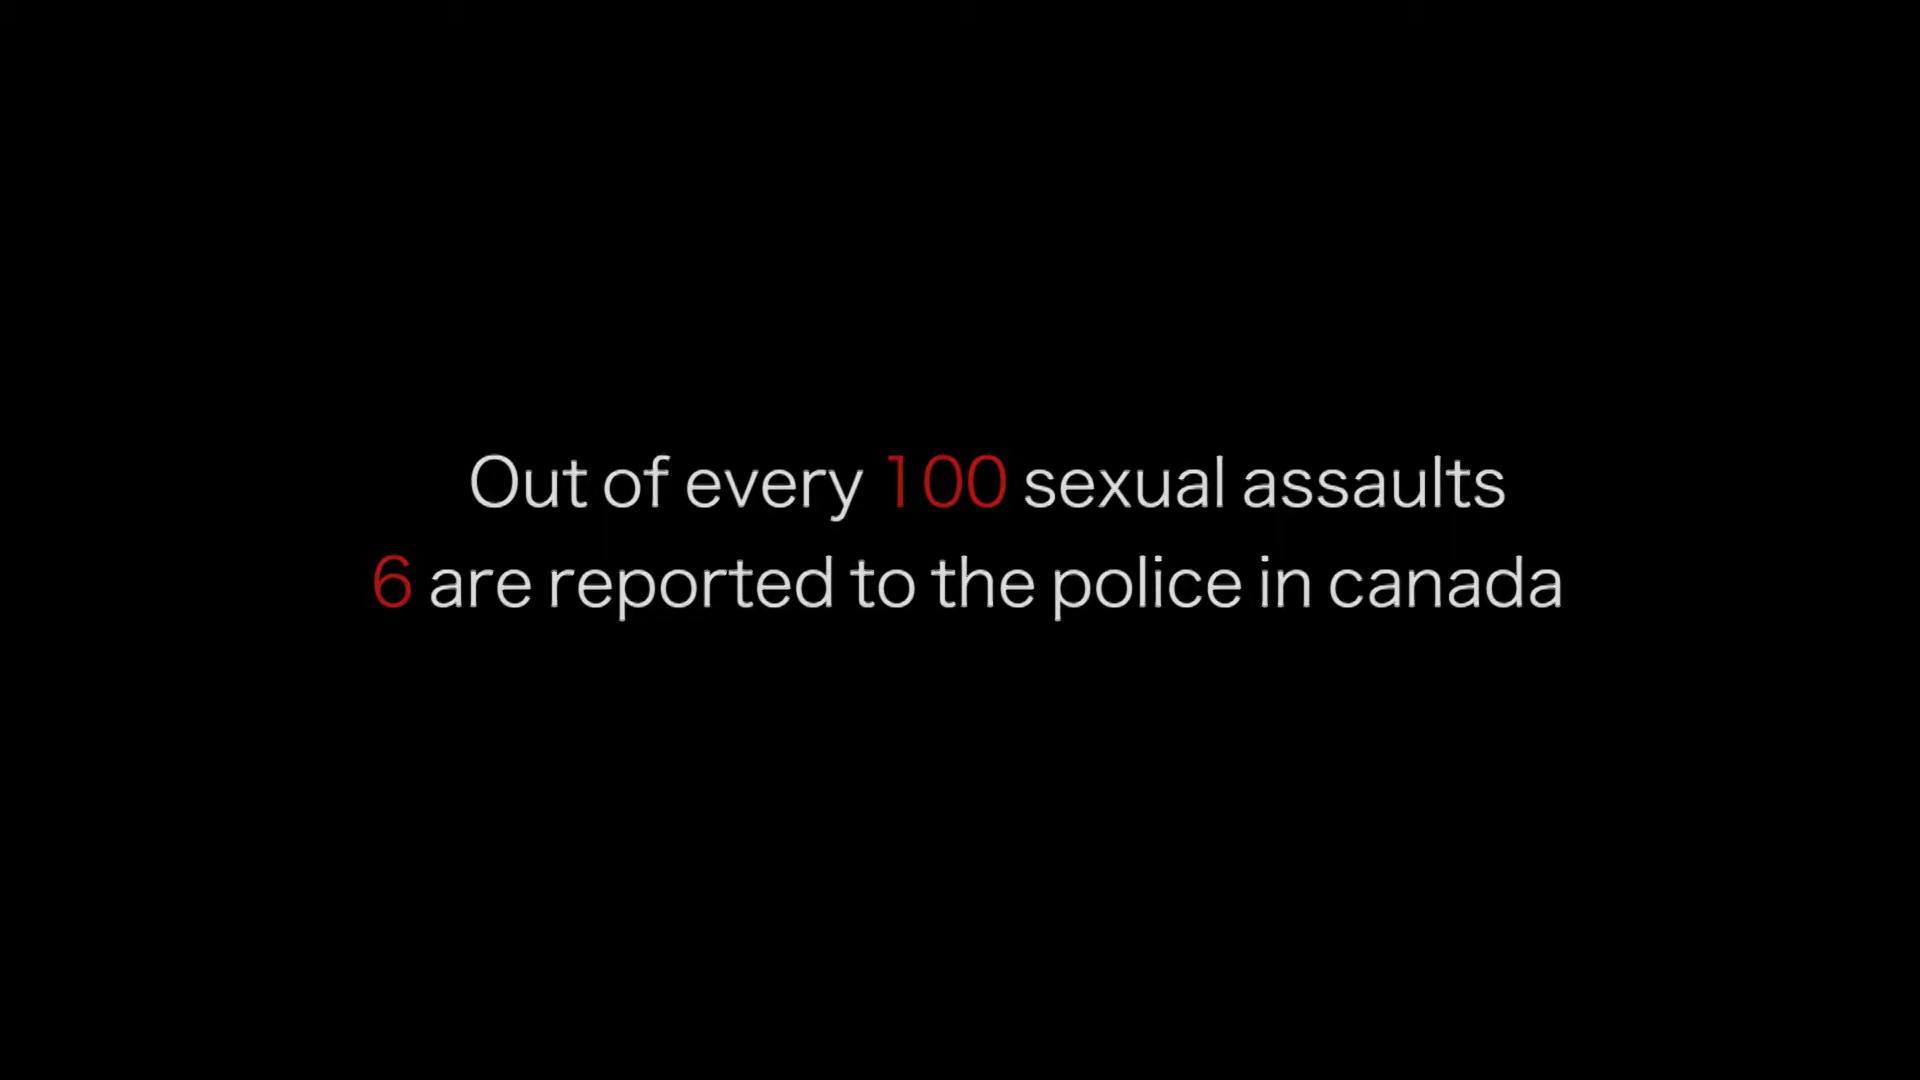 Out of every 100 sexual assaults
6 are reported to the police in canada